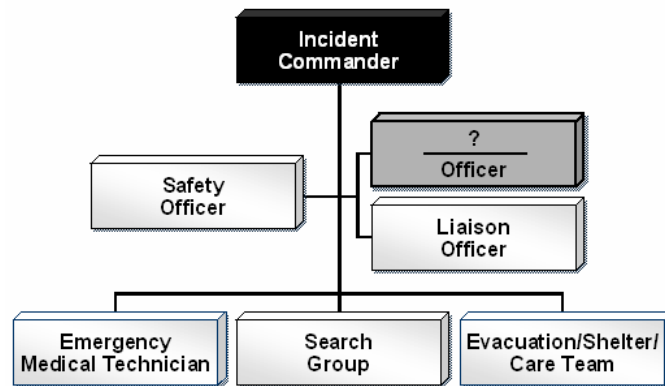 Incident
Commander
?
Officer
Safety
Officer
Liaison
Officer
Emergency
Medical Technician
Search
Group
Evacuation/Shelter/
Care Team